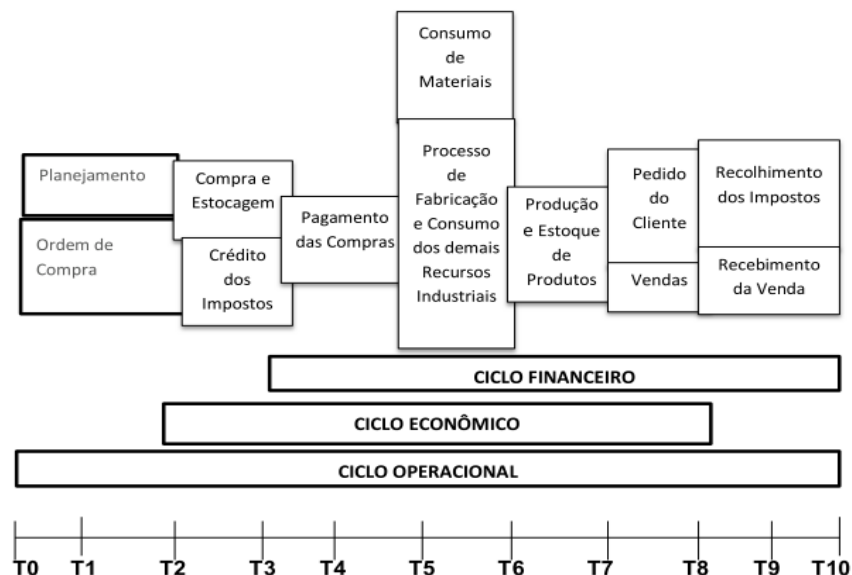 Consumo
de
Materiais
Planejamento
Ordem de
Compra
Compra e
Estocagem
Crédito
dos
Impostos
Pagamento
das Compras
Processo
de
Fabricação
e Consumo
dos demais
Recursos
Industriais
Produção
e Estoque
de
Produtos
Pedido
do
Cliente
Vendas
Recolhimento
dos Impostos
Recebimento
da Venda
CICLO FINANCEIRO
CICLO ECONÔMICO
CICLO OPERACIONAL
T0 T1 T2 T3 T4 T5 T6 T7 T8 T9 T10